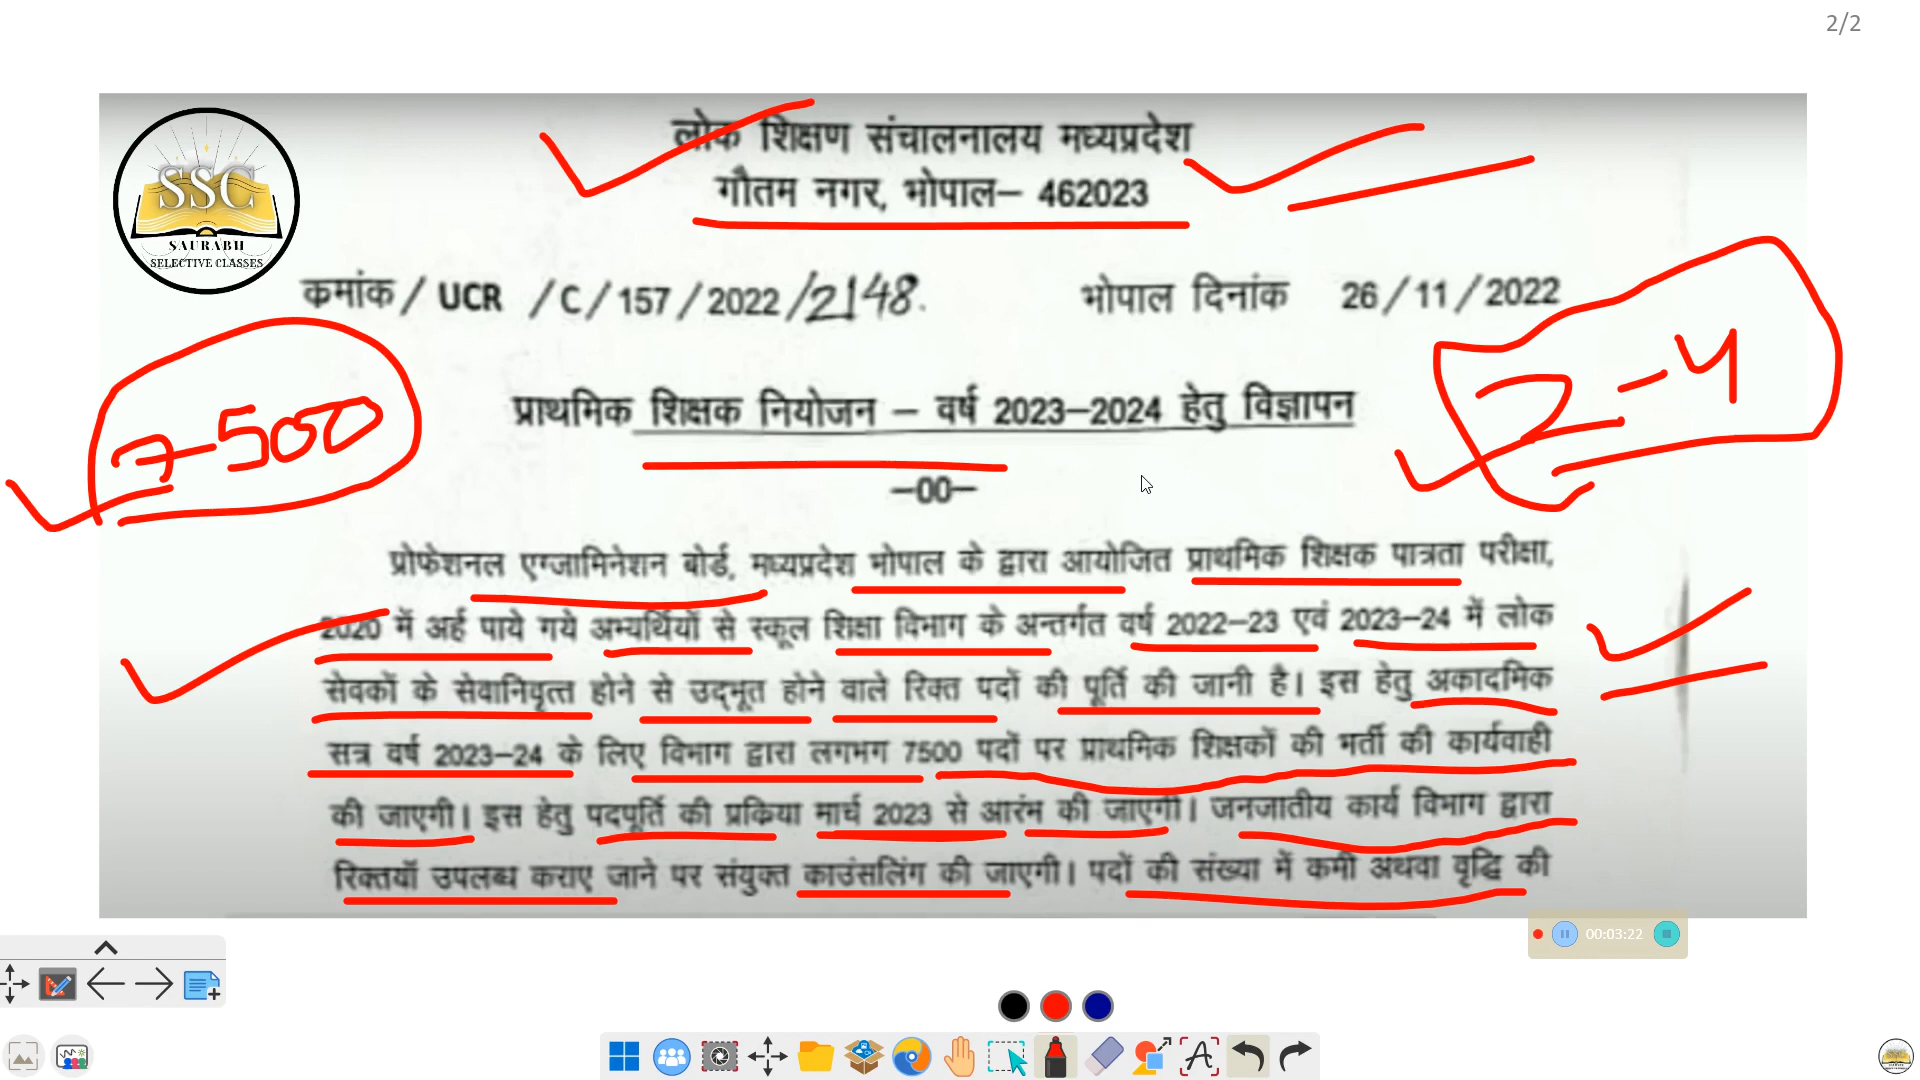 2/2
लोक शिक्षण संचालनालय मध्यप्रदेश
गौतम नगर, भोपाल– 462023
SSC
SAURABH
SELECTIVE CLASSES
कमांक / UCR / C / 157 / 2022 / 2148. भोपाल दिनांक 26 / 11 / 2022
7-500
2-4
प्राथमिक शिक्षक नियोजन – वर्ष 2023–2024 हेतु विज्ञापन
–00–
प्रोफेशनल एग्जामिनेशन बोर्ड, मध्यप्रदेश भोपाल के द्वारा आयोजित प्राथमिक शिक्षक पात्रता परीक्षा,
2020 में अर्ह पाये गये अभ्यर्थियों से स्कूल शिक्षा विभाग के अन्तर्गत वर्ष 2022–23 एवं 2023–24 में लोक
सेवकों के सेवानिवृत्त होने से उद्भूत होने वाले रिक्त पदों की पूर्ति की जानी है। इस हेतु अकादमिक
सत्र वर्ष 2023–24 के लिए विभाग द्वारा लगभग 7500 पदों पर प्राथमिक शिक्षकों की भर्ती की कार्यवाही
की जाएगी। इस हेतु पदपूर्ति की प्रक्रिया मार्च 2023 से आरंभ की जाएगी। जनजातीय कार्य विभाग द्वारा
रिक्तयॉं उपलब्ध कराए जाने पर संयुक्त काउंसलिंग की जाएगी। पदों की संख्या में कमी अथवा वृद्धि की
00:03:22